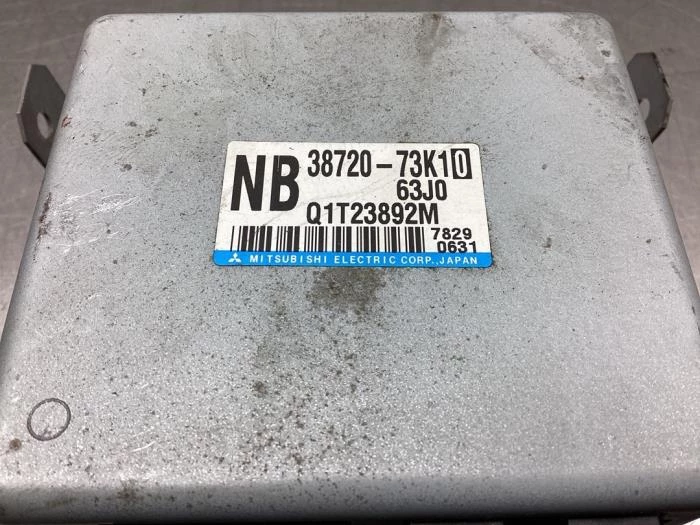 NB 38720-73K10
63J0
Q1T23892M
7829
0631
MITSUBISHI ELECTRIC CORP., JAPAN